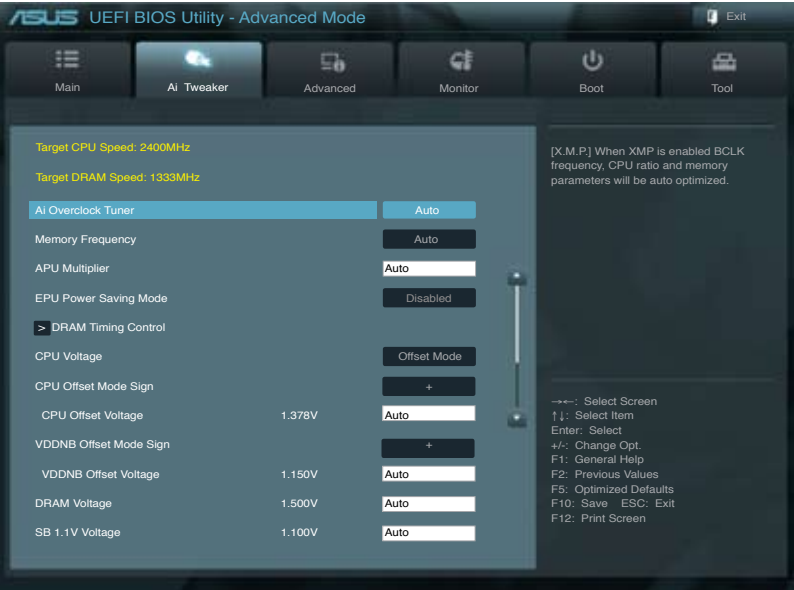 ASUS UEFI BIOS Utility - Advanced Mode
Exit
Main
Ai Tweaker
Advanced
Monitor
Boot
Tool
Target CPU Speed: 2400MHz
Target DRAM Speed: 1333MHz
Ai Overclock Tuner Auto
Memory Frequency Auto
APU Multiplier Auto
EPU Power Saving Mode Disabled
> DRAM Timing Control
CPU Voltage Offset Mode
CPU Offset Mode Sign +
CPU Offset Voltage 1.378V Auto
VDDNB Offset Mode Sign +
VDDNB Offset Voltage 1.150V Auto
DRAM Voltage 1.500V Auto
SB 1.1V Voltage 1.100V Auto
[X.M.P.] When XMP is enabled BCLK
frequency, CPU ratio and memory
parameters will be auto optimized.
→←: Select Screen
↑↓: Select Item
Enter: Select
+/-: Change Opt.
F1: General Help
F2: Previous Values
F5: Optimized Defaults
F10: Save ESC: Exit
F12: Print Screen